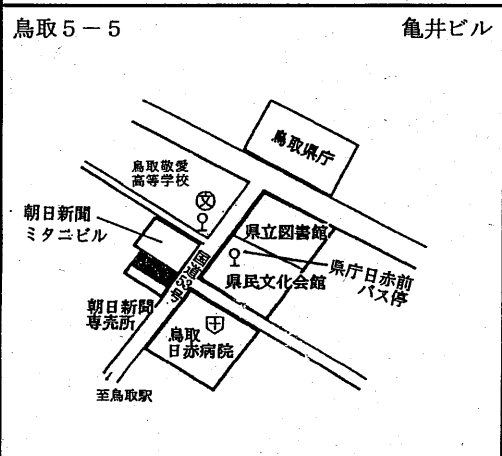 鳥取5-5
亀井ビル
鳥取県庁
鳥取敬愛
高等学校
文
朝日新聞
ミタニビル
県立図書館
国道53号
県民文化会館
県庁日赤前
バス停
朝日新聞
専売所
鳥取
日赤病院
至鳥取駅